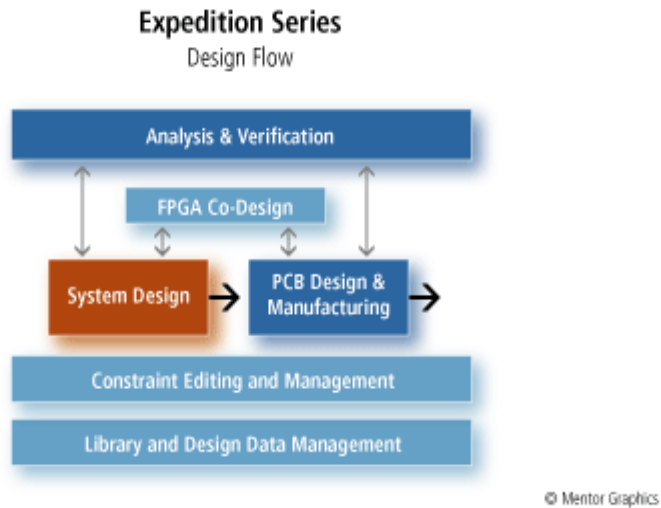 Expedition Series
Design Flow
Analysis & Verification
FPGA Co-Design
System Design
PCB Design &
Manufacturing
Constraint Editing and Management
Library and Design Data Management
© Mentor Graphics